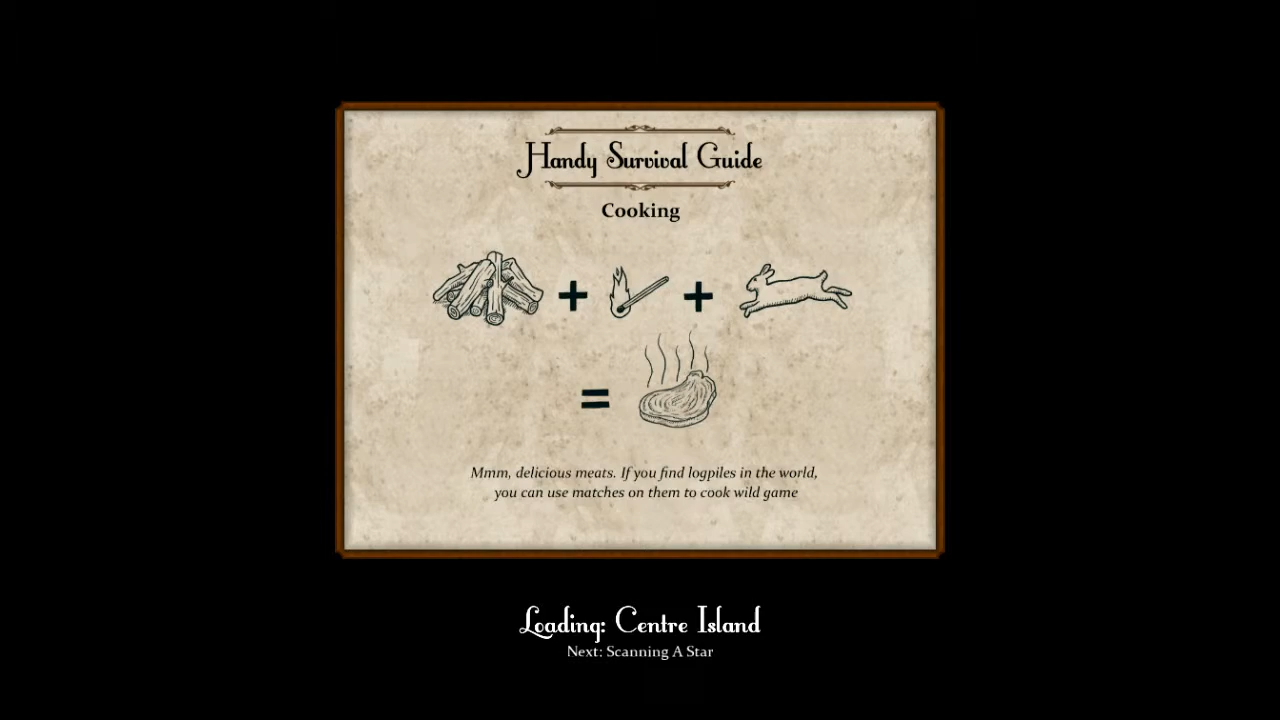 Handy Survival Guide
Cooking
+ +
=
Mmm, delicious meats. If you find logpiles in the world,
you can use matches on them to cook wild game
Loading: Centre Island
Next: Scanning A Star